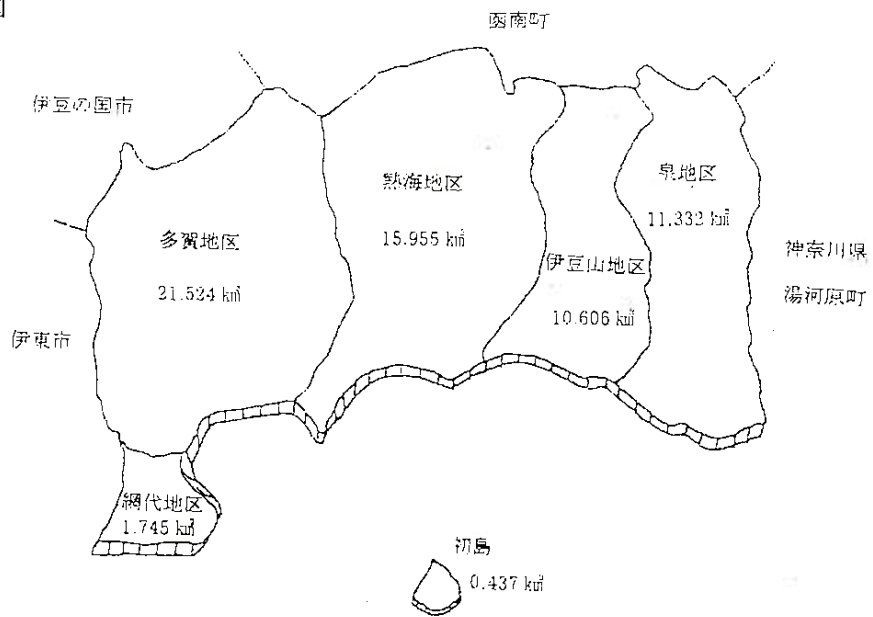 図
函南町
伊豆の国市
熱海地区
15.955 km²
泉地区
11.332 km²
多賀地区
21.524 km²
伊豆山地区
10.606 km²
神奈川県
湯河原町
伊東市
網代地区
1.745 km²
初島
0.437 km²